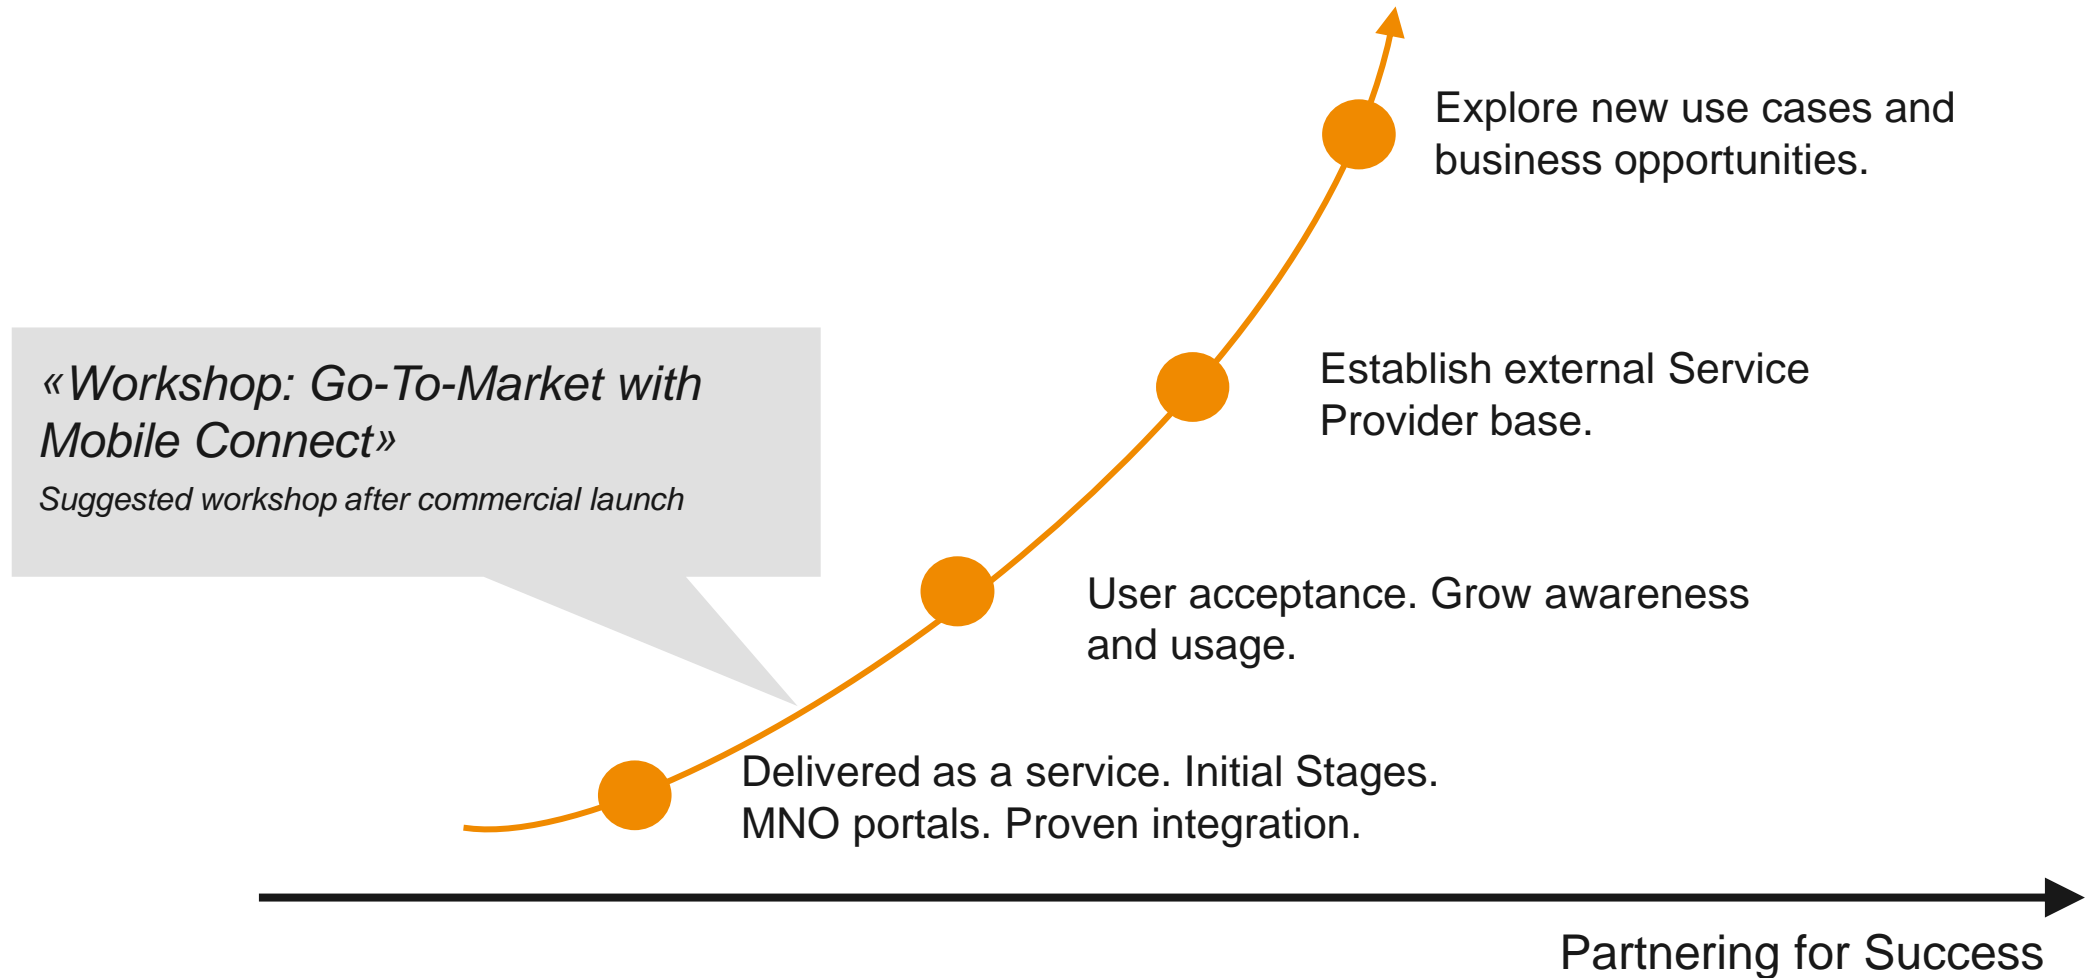 Explore new use cases and
business opportunities.
«Workshop: Go-To-Market with
Mobile Connect»
Suggested workshop after commercial launch
Establish external Service
Provider base.
User acceptance. Grow awareness
and usage.
Delivered as a service. Initial Stages.
MNO portals. Proven integration.
Partnering for Success